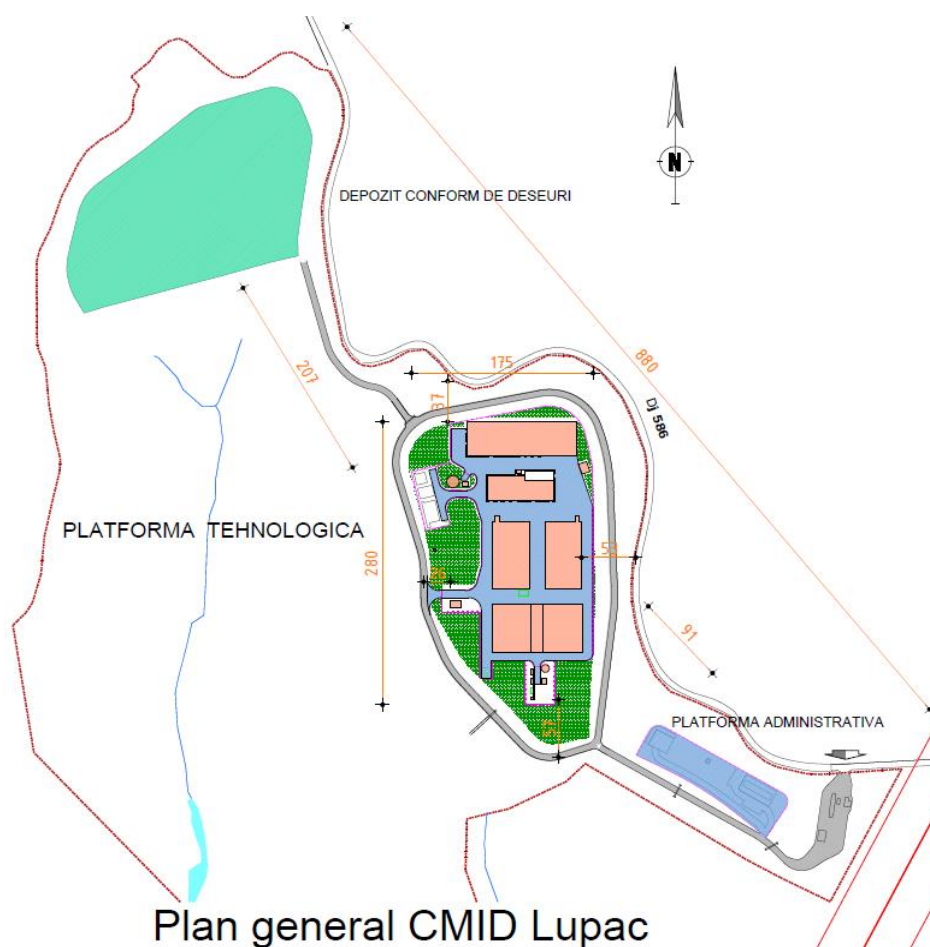 N
DEPOZIT CONFORM DE DESEURI
175
880
207
37
Dj 586
PLATFORMA TEHNOLOGICA
280
26
91
PLATFORMA ADMINISTRATIVA
Plan general CMID Lupac